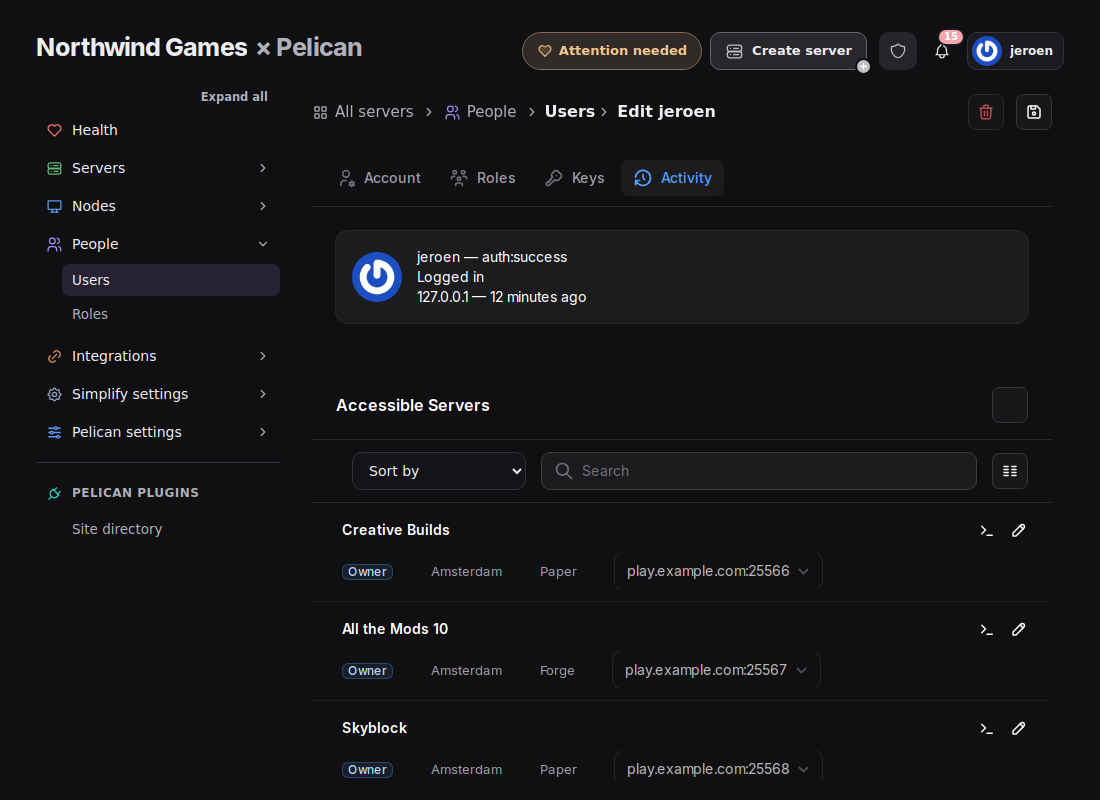 Northwind Games × Pelican
Attention needed
Create server
15
jeroen
Expand all
Health
Servers
Nodes
People
Users
Roles
Integrations
Simplify settings
Pelican settings
PELICAN PLUGINS
Site directory
All servers > People > Users > Edit jeroen
Account
Roles
Keys
Activity
jeroen — auth:success
Logged in
127.0.0.1 — 12 minutes ago
Accessible Servers
Sort by
Search
Creative Builds
Owner Amsterdam Paper play.example.com:25566
All the Mods 10
Owner Amsterdam Forge play.example.com:25567
Skyblock
Owner Amsterdam Paper play.example.com:25568